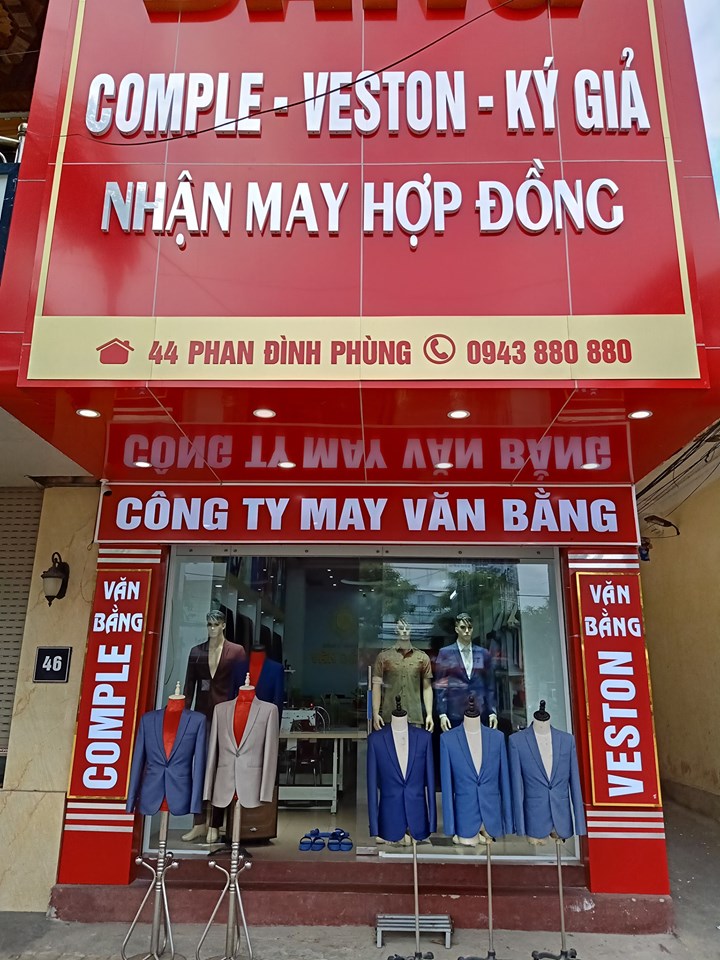 COMPLE - VESTON - KÝ GIẢ
NHẬN MAY HỢP ĐỒNG
44 PHAN ĐÌNH PHÙNG 0943 880 880
CÔNG TY MAY VĂN BẰNG
CÔNG TY MAY VĂN BẰNG
VĂN
BẰNG
COMPLE
46
VĂN
BẰNG
VESTON